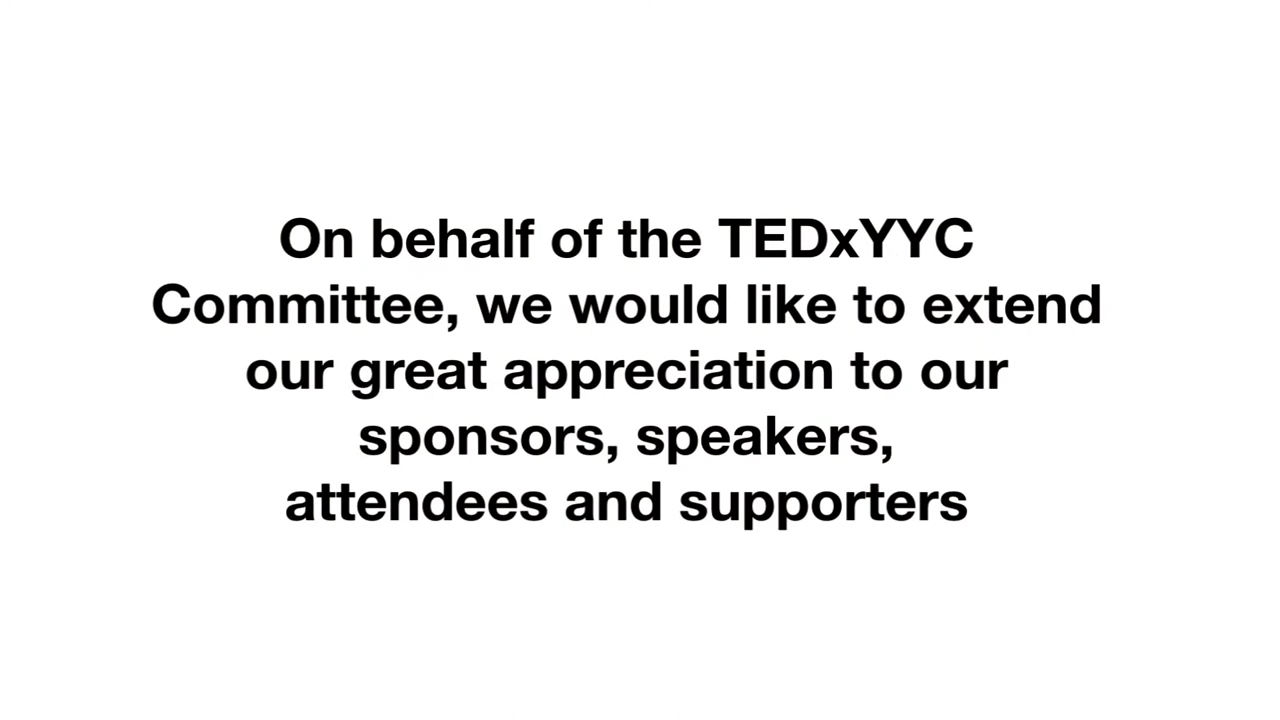 On behalf of the TEDxYYC
Committee, we would like to extend
our great appreciation to our
sponsors, speakers,
attendees and supporters